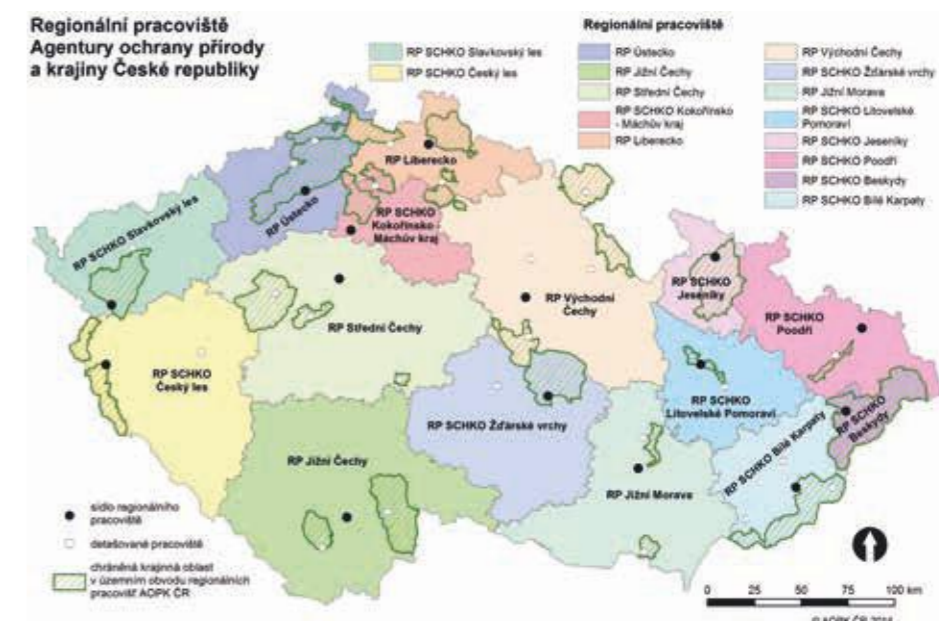 Regionální pracoviště
Agentury ochrany přírody
a krajiny České republiky
RP SCHKO Slavkovský les
RP SCHKO Český les
Regionální pracoviště
RP Ústecko
RP Jižní Čechy
RP Střední Čechy
RP SCHKO Kokořínsko
- Máchův kraj
RP Liberecko
RP Východní Čechy
RP SCHKO Žďárské vrchy
RP Jižní Morava
RP SCHKO Litovelské
Pomoraví
RP SCHKO Jeseníky
RP SCHKO Poodří
RP SCHKO Beskydy
RP SCHKO Bílé Karpaty
RP Liberecko
RP Ústecko
RP SCHKO
Kokořínsko -
Máchův kraj
RP SCHKO Slavkovský les
RP SCHKO
Jeseníky
RP Východní
Čechy
RP SCHKO
Poodří
RP Střední Čechy
RP SCHKO
Český les
RP SCHKO
Litovelské Pomoraví
RP SCHKO Žďárské vrchy
RP SCHKO
Beskydy
RP SCHKO Bílé Karpaty
RP Jižní Čechy
RP Jižní Morava
sídlo regionálního
pracoviště
detašované pracoviště
chráněná krajinná oblast
v územním obvodu regionálních
pracovišť AOPK ČR
0 25 50 75 100 km
© AOPK ČR